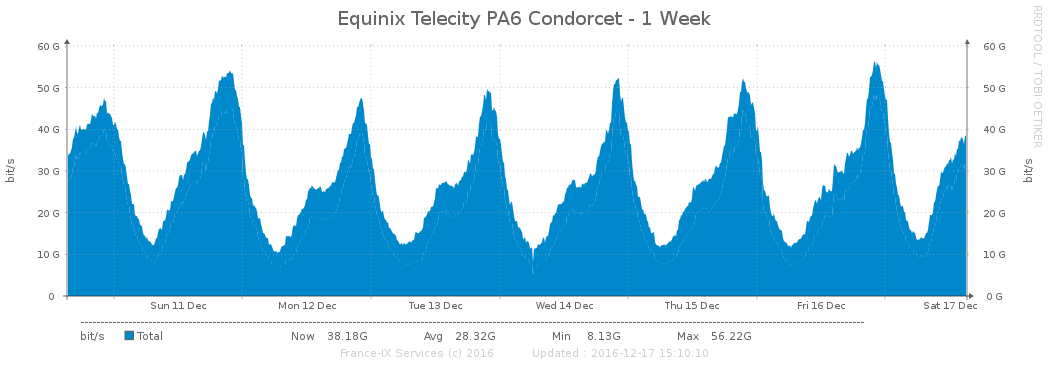 Equinix Telecity PA6 Condorcet - 1 Week
RRDTOOL / TOBI OETIKER
60 G 60 G
50 G 50 G
40 G 40 G
30 G 30 G
20 G 20 G
10 G 10 G
0 0 G
bit/s bit/s
Sun 11 Dec Mon 12 Dec Tue 13 Dec Wed 14 Dec Thu 15 Dec Fri 16 Dec Sat 17 Dec
bit/s Total Now 38.18G Avg 28.32G Min 8.13G Max 56.22G
France-IX Services (c) 2016 Updated : 2016-12-17 15:10:10